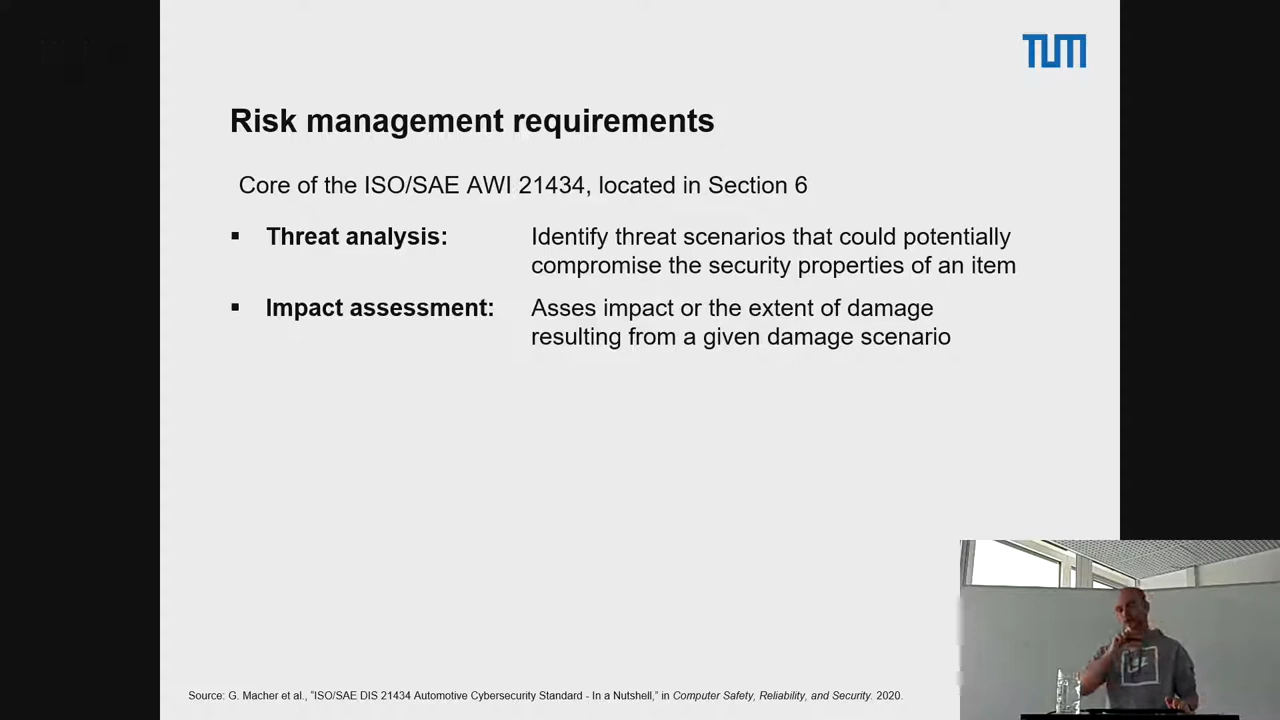 TUM
Risk management requirements
Core of the ISO/SAE AWI 21434, located in Section 6
▪ Threat analysis: Identify threat scenarios that could potentially
compromise the security properties of an item
▪ Impact assessment: Asses impact or the extent of damage
resulting from a given damage scenario
Source: G. Macher et al., "ISO/SAE DIS 21434 Automotive Cybersecurity Standard - In a Nutshell," in Computer Safety, Reliability, and Security. 2020.